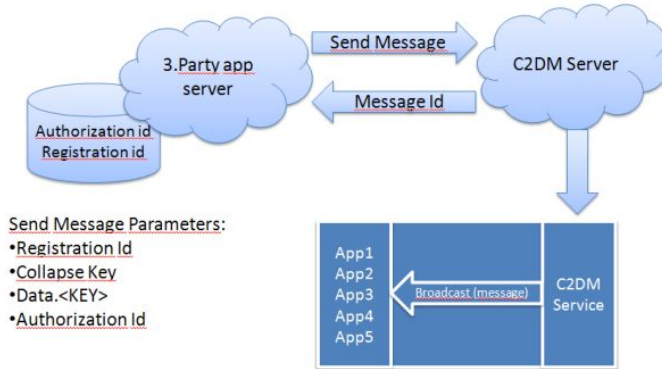 3.Party app
server
Send Message
C2DM Server
Message Id
Authorization id
Registration id
Send Message Parameters:
•Registration Id
•Collapse Key
•Data.<KEY>
•Authorization Id
App1
App2
App3
App4
App5
Broadcast (message)
C2DM
Service